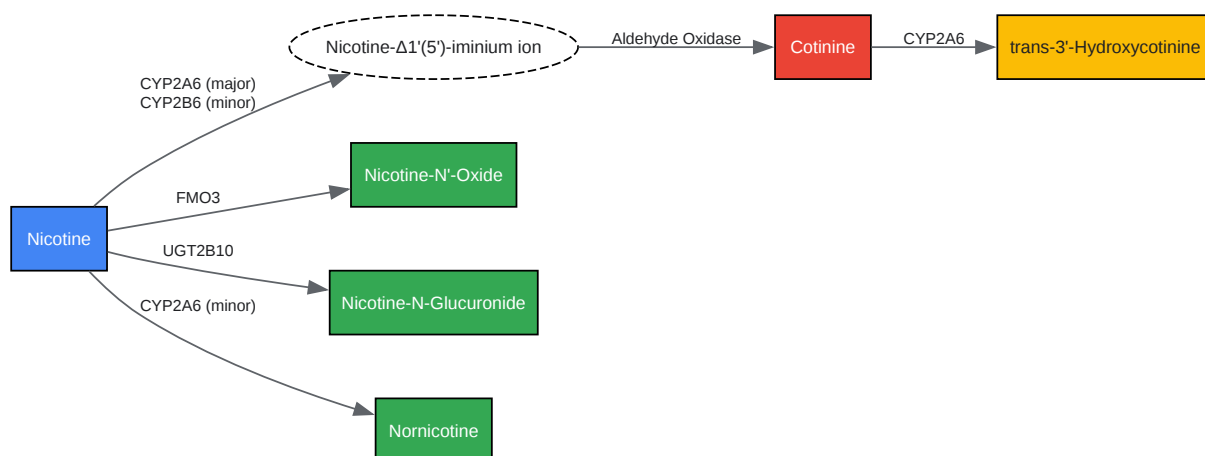 Nicotine-Δ1'(5')-iminium ion
Aldehyde Oxidase
Cotinine
CYP2A6
trans-3'-Hydroxycotinine
CYP2A6 (major)
CYP2B6 (minor)
Nicotine-N'-Oxide
FMO3
Nicotine
UGT2B10
Nicotine-N-Glucuronide
CYP2A6 (minor)
Nornicotine